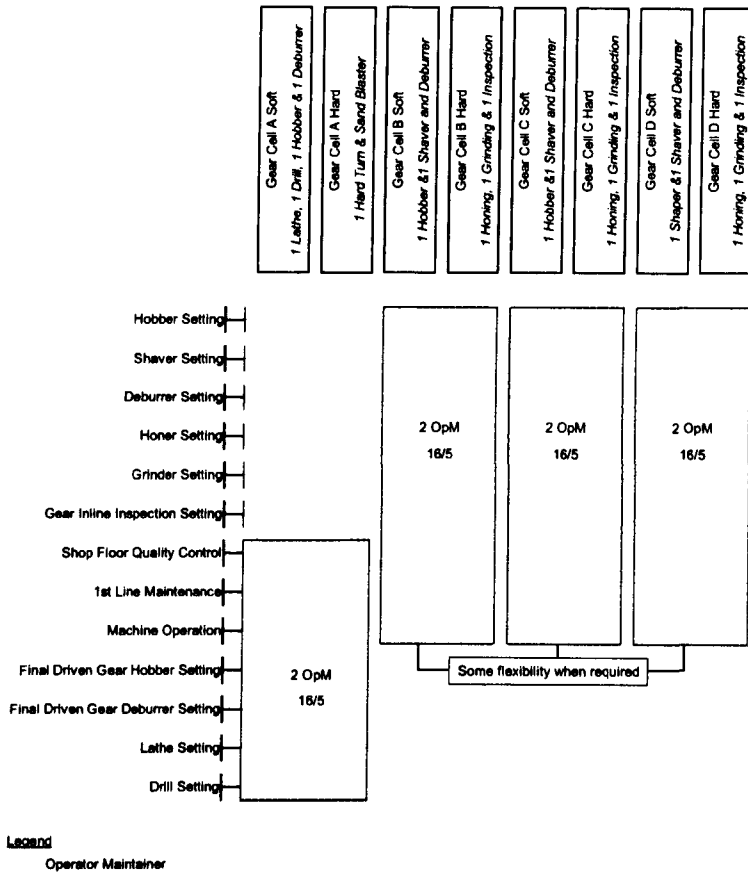 Gear Cell A Soft
1 Lathe, 1 Drill, 1 Hobber & 1 Deburrer
Gear Cell A Hard
1 Hard Turn & Sand Blaster
Gear Cell B Soft
1 Hobber &1 Shaver and Deburrer
Gear Cell B Hard
1 Honing, 1 Grinding & 1 Inspection
Gear Cell C Soft
1 Hobber &1 Shaver and Deburrer
Gear Cell C Hard
1 Honing, 1 Grinding & 1 Inspection
Gear Cell D Soft
1 Shaper &1 Shaver and Deburrer
Gear Cell D Hard
1 Honing, 1 Grinding & 1 Inspection
Hobber Setting
Shaver Setting
Deburrer Setting
Honer Setting
Grinder Setting
Gear Inline Inspection Setting
Shop Floor Quality Control
1st Line Maintenance
Machine Operation
Final Driven Gear Hobber Setting
Final Driven Gear Deburrer Setting
Lathe Setting
Drill Setting
2 OpM
16/5
2 OpM
16/5
2 OpM
16/5
2 OpM
16/5
Some flexibility when required
Legend
Operator Maintainer